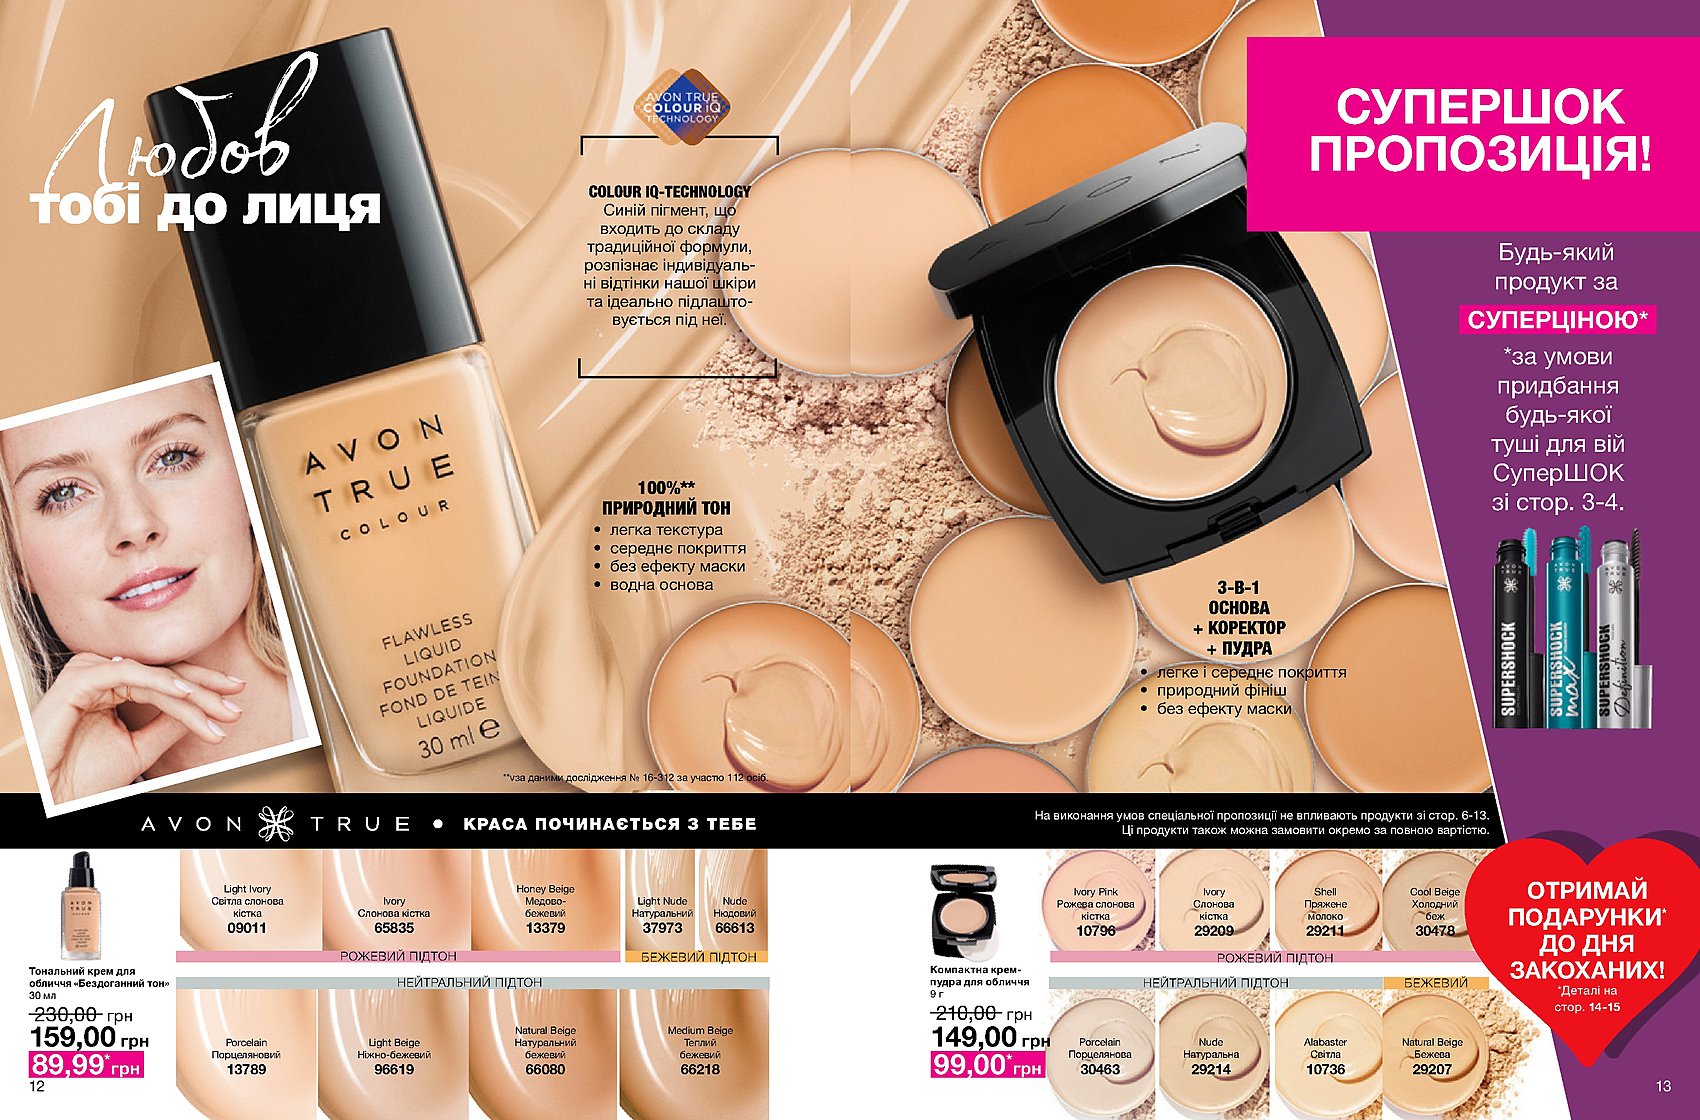 Любов
тобі до лиця
AVON TRUE
COLOUR IQ
TECHNOLOGY
COLOUR IQ-TECHNOLOGY
Синій пігмент, що
входить до складу
традиційної формули,
розпізнає індивідуаль-
ні відтінки нашої шкіри
та ідеально підлашто-
вується під неї.
AVON
TRUE
COLOUR
FLAWLESS
LIQUID
FOUNDATION
FOND DE TEIN
LIQUIDE
30 ml e
100%**
ПРИРОДНИЙ ТОН
• легка текстура
• середнє покриття
• без ефекту маски
• водна основа
**vза даними дослідження № 16-312 за участю 112 осіб.
AVON
3-В-1
ОСНОВА
+ КОРЕКТОР
+ ПУДРА
• легке і середнє покриття
• природний фініш
• без ефекту маски
СУПЕРШОК
ПРОПОЗИЦІЯ!
Будь-який
продукт за
СУПЕРЦІНОЮ*
*за умови
придбання
будь-якої
туші для вій
СуперШОК
зі стор. 3-4.
AVON
TRUE
SUPERSHOCK
AVON
TRUE
SUPERSHOCK
max
AVON
TRUE
SUPERSHOCK
Definition
AVON TRUE • КРАСА ПОЧИНАЄТЬСЯ З ТЕБЕ
На виконання умов спеціальної пропозиції не впливають продукти зі стор. 6-13.
Ці продукти також можна замовити окремо за повною вартістю.
AVON
TRUE
Тональний крем для
обличчя «Бездоганний тон»
30 мл
230,00 грн
159,00 грн
89,99* грн
12
Light Ivory
Світла слонова
кістка
09011
Ivory
Слонова кістка
65835
Honey Beige
Медово-
бежевий
13379
Light Nude
Натуральний
37973
Nude
Нюдовий
66613
РОЖЕВИЙ ПІДТОН
БЕЖЕВИЙ ПІДТОН
НЕЙТРАЛЬНИЙ ПІДТОН
Porcelain
Порцеляновий
13789
Light Beige
Ніжно-бежевий
96619
Natural Beige
Натуральний
бежевий
66080
Medium Beige
Теплий
бежевий
66218
Компактна крем-
пудра для обличчя
9 г
210,00 грн
149,00 грн
99,00* грн
Ivory Pink
Рожева слонова
кістка
10796
Ivory
Слонова
кістка
29209
Shell
Пряжене
молоко
29211
Cool Beige
Холодний
беж
30478
РОЖЕВИЙ ПІДТОН
НЕЙТРАЛЬНИЙ ПІДТОН
БЕЖЕВИЙ
Porcelain
Порцелянова
30463
Nude
Натуральна
29214
Alabaster
Світла
10736
Natural Beige
Бежева
29207
ОТРИМАЙ
ПОДАРУНКИ*
ДО ДНЯ
ЗАКОХАНИХ!
*Деталі на
стор. 14-15
13